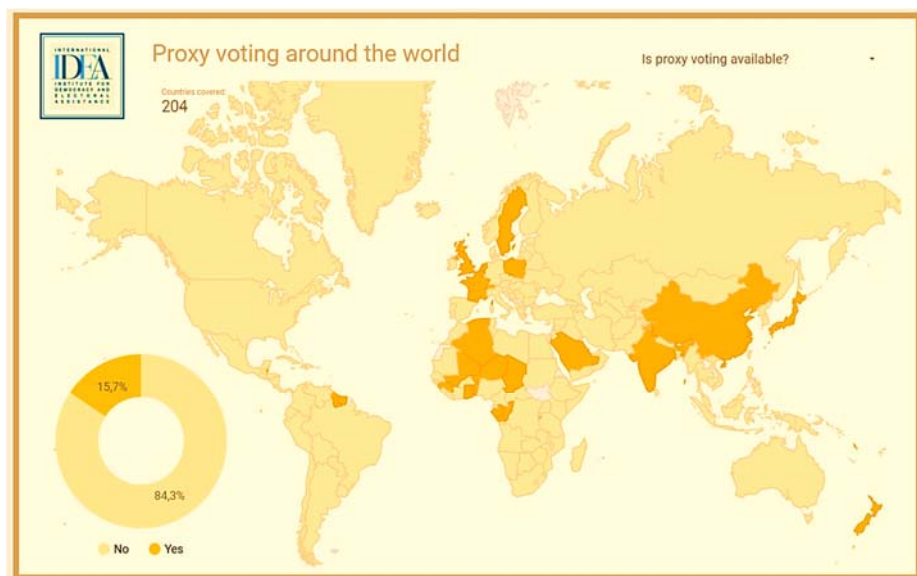 INTERNATIONAL
IDEA
INSTITUTE FOR
DEMOCRACY AND
ELECTORAL
ASSISTANCE
Proxy voting around the world
Is proxy voting available?
Countries covered:
204
15,7%
84,3%
No Yes